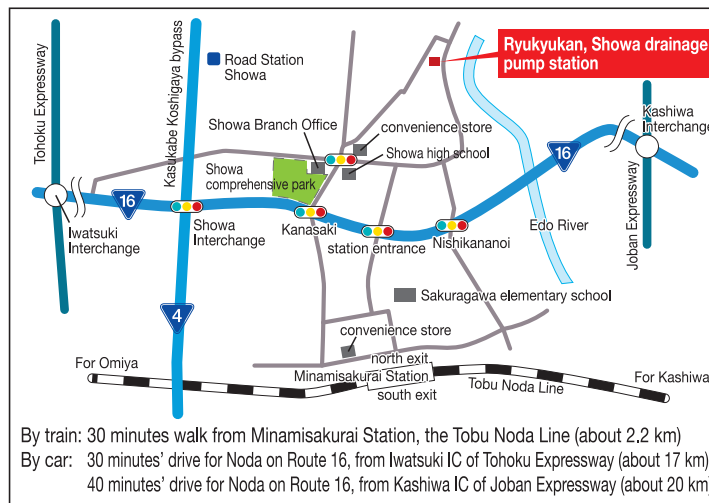 Ryukyukan, Showa drainage
pump station
Road Station
Showa
Tohoku Expressway
Kasukabe Koshigaya bypass
Kashiwa
Interchange
Showa Branch Office
convenience store
Showa high school
16
Showa
comprehensive park
16
Iwatsuki
Interchange
Showa
Interchange
Kanasaki
station entrance
Nishikananoi
Edo River
Joban Expressway
4
Sakuragawa elementary school
convenience store
For Omiya
north exit
Minamisakurai Station
south exit
Tobu Noda Line
For Kashiwa
By train: 30 minutes walk from Minamisakurai Station, the Tobu Noda Line (about 2.2 km)
By car: 30 minutes' drive for Noda on Route 16, from Iwatsuki IC of Tohoku Expressway (about 17 km)
40 minutes' drive for Noda on Route 16, from Kashiwa IC of Joban Expressway (about 20 km)